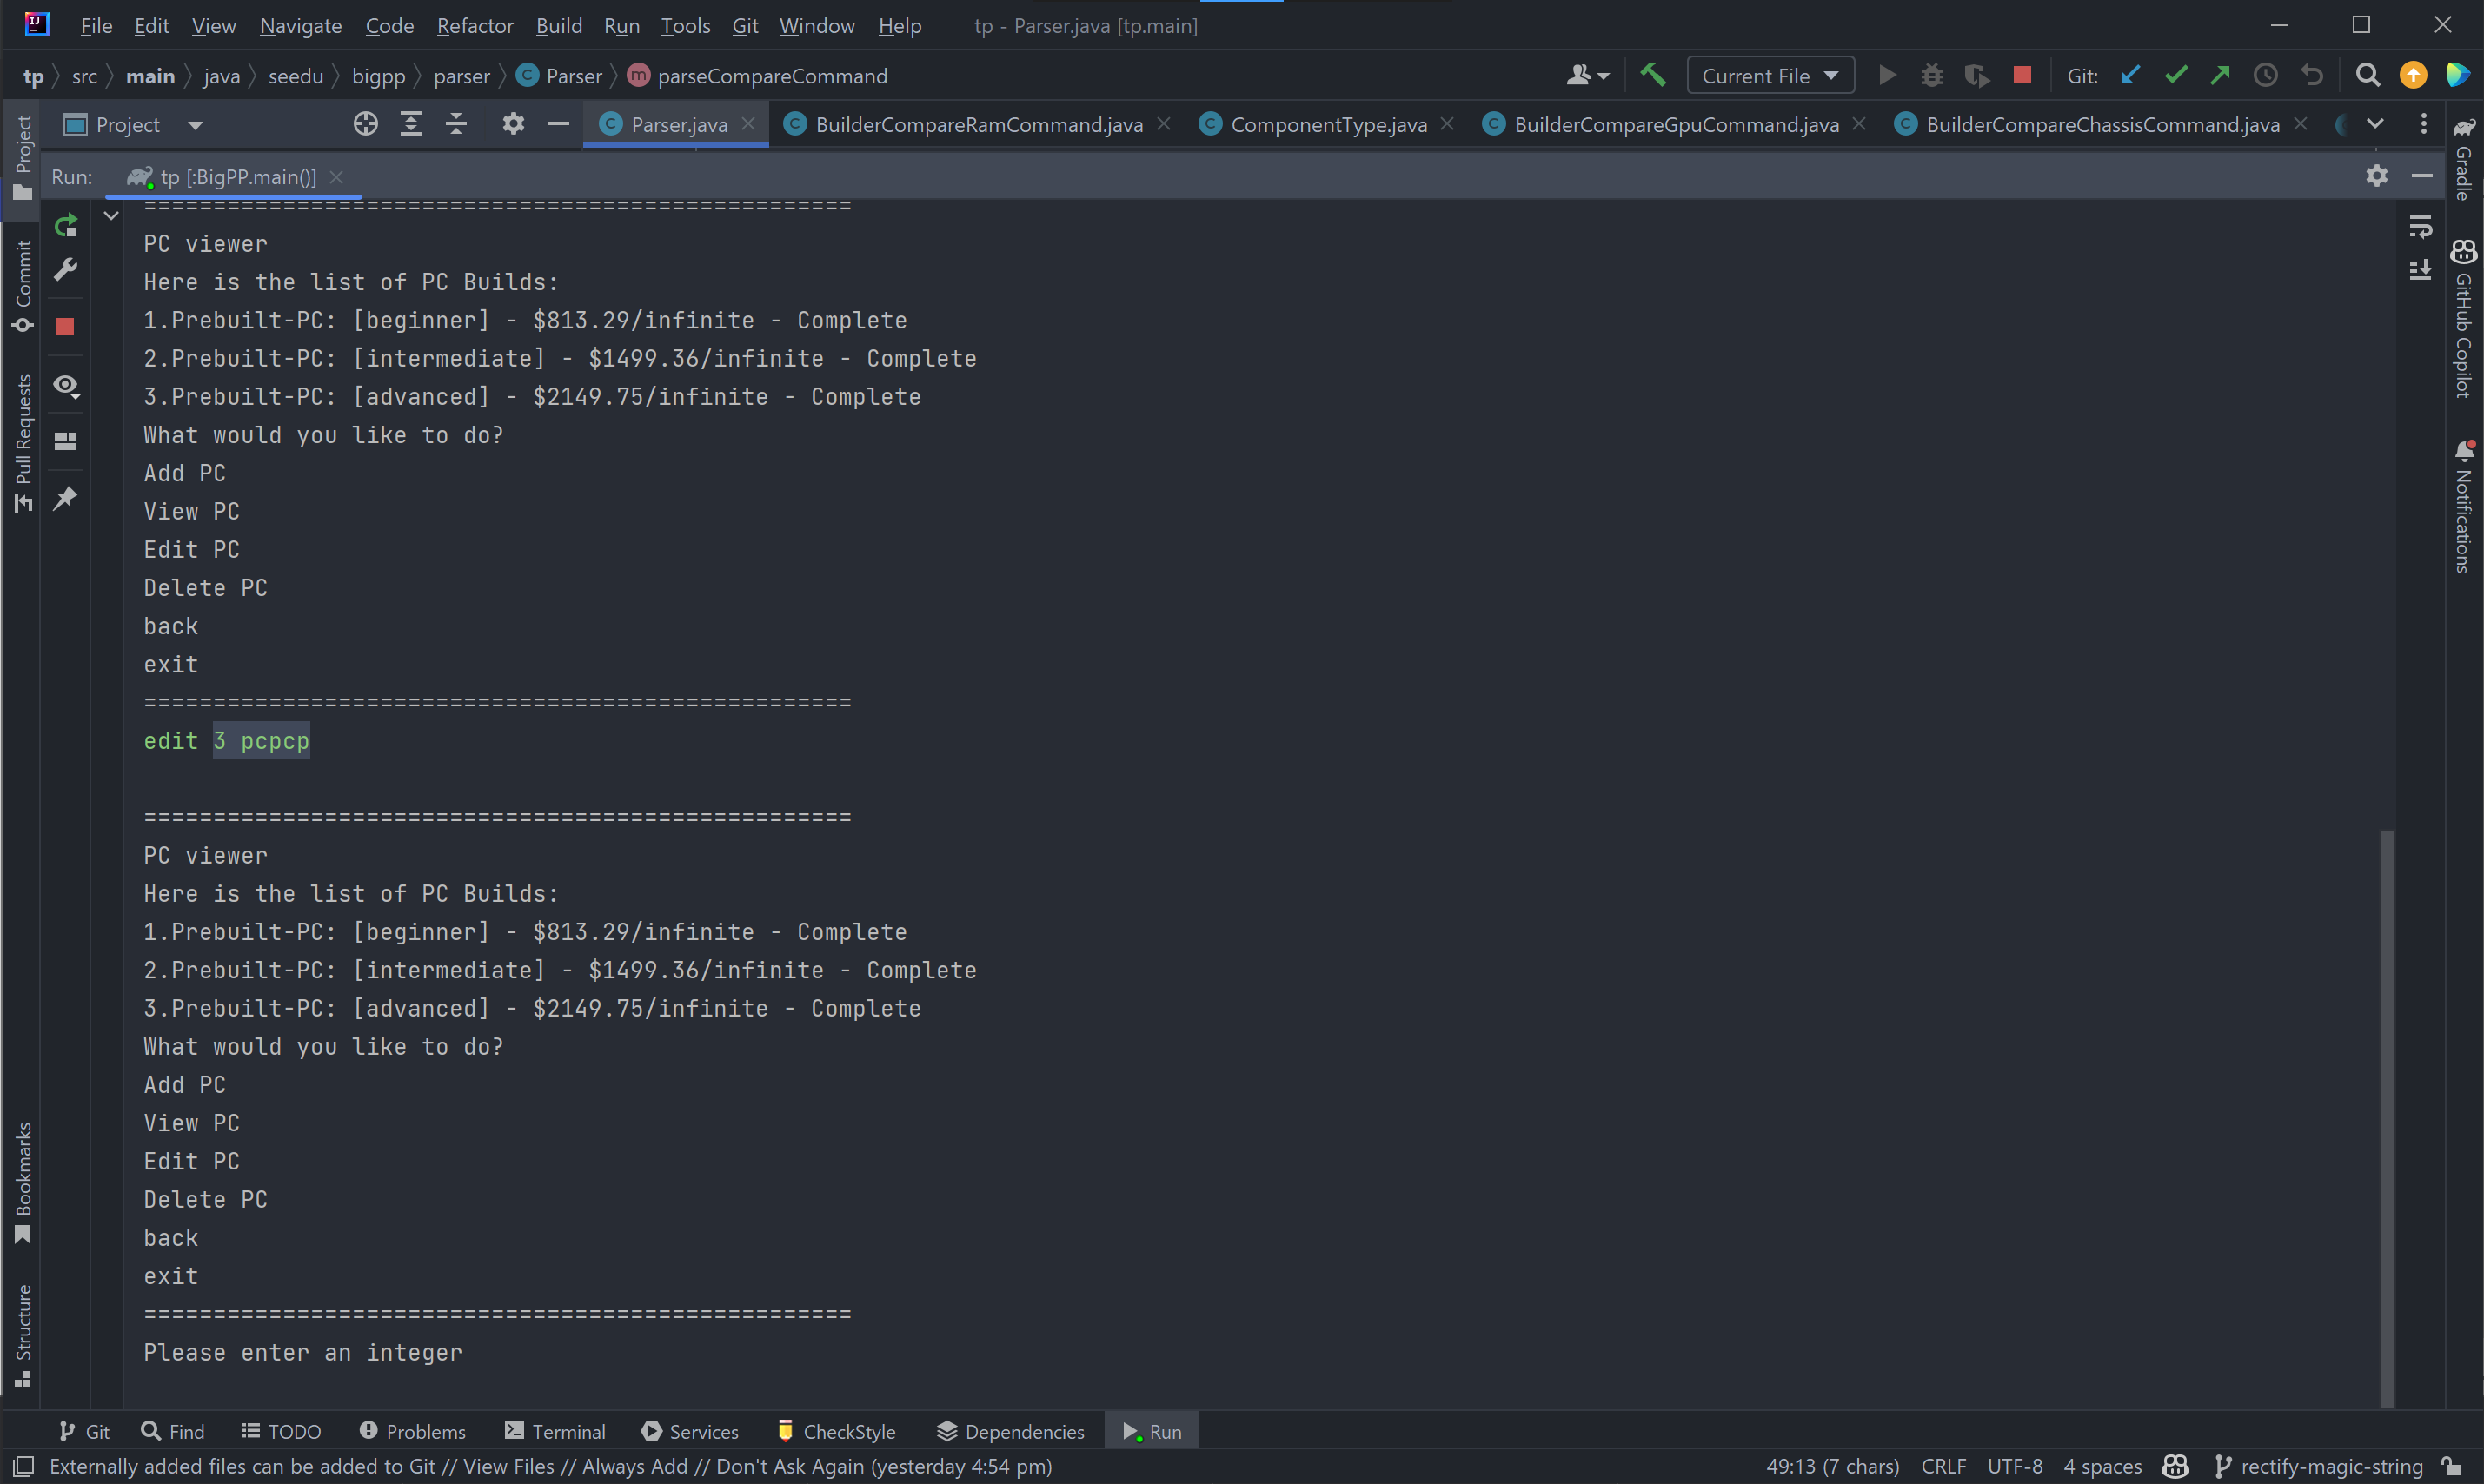 File Edit View Navigate Code Refactor Build Run Tools Git Window Help tp - Parser.java [tp.main]
tp src main java seedu bigpp parser Parser parseCompareCommand Current File Git:
Project Parser.java BuilderCompareRamCommand.java ComponentType.java BuilderCompareGpuCommand.java BuilderCompareChassisCommand.java
Run: tp [:BigPP.main()]
==================================================
PC viewer
Here is the list of PC Builds:
1.Prebuilt-PC: [beginner] - $813.29/infinite - Complete
2.Prebuilt-PC: [intermediate] - $1499.36/infinite - Complete
3.Prebuilt-PC: [advanced] - $2149.75/infinite - Complete
What would you like to do?
Add PC
View PC
Edit PC
Delete PC
back
exit
==================================================
edit 3 pcpcp
==================================================
PC viewer
Here is the list of PC Builds:
1.Prebuilt-PC: [beginner] - $813.29/infinite - Complete
2.Prebuilt-PC: [intermediate] - $1499.36/infinite - Complete
3.Prebuilt-PC: [advanced] - $2149.75/infinite - Complete
What would you like to do?
Add PC
View PC
Edit PC
Delete PC
back
exit
==================================================
Please enter an integer
Project
Commit
Pull Requests
Bookmarks
Structure
Gradle
GitHub Copilot
Notifications
Git Find TODO Problems Terminal Services CheckStyle Dependencies Run
Externally added files can be added to Git // View Files // Always Add // Don't Ask Again (yesterday 4:54 pm) 49:13 (7 chars) CRLF UTF-8 4 spaces rectify-magic-string